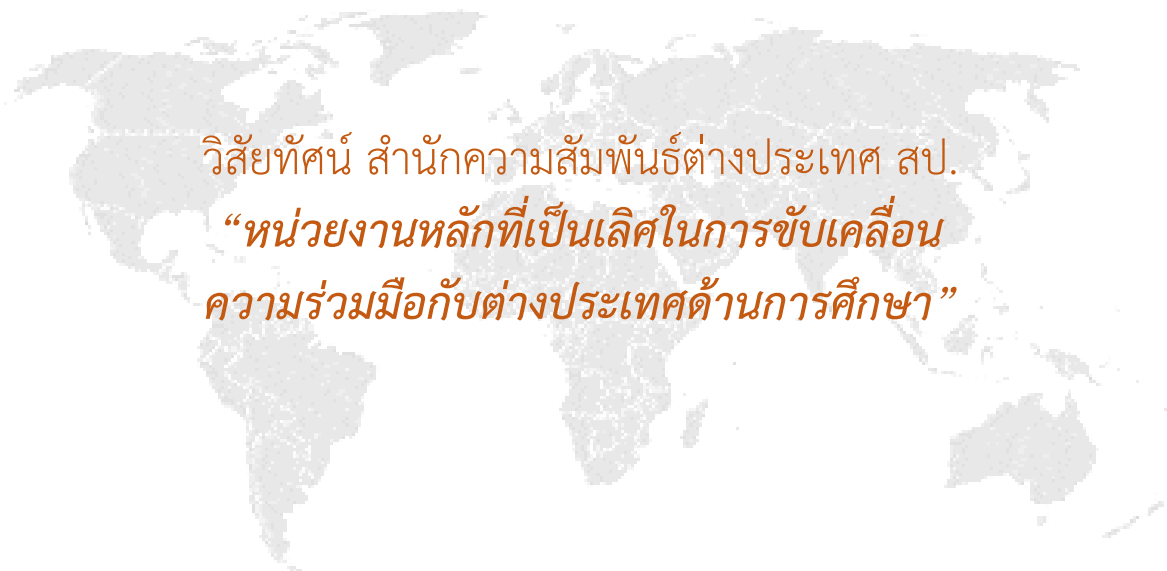 วิสัยทัศน์ สำนักความสัมพันธ์ต่างประเทศ สป.
“หน่วยงานหลักที่เป็นเลิศในการขับเคลื่อน
ความร่วมมือกับต่างประเทศด้านการศึกษา”